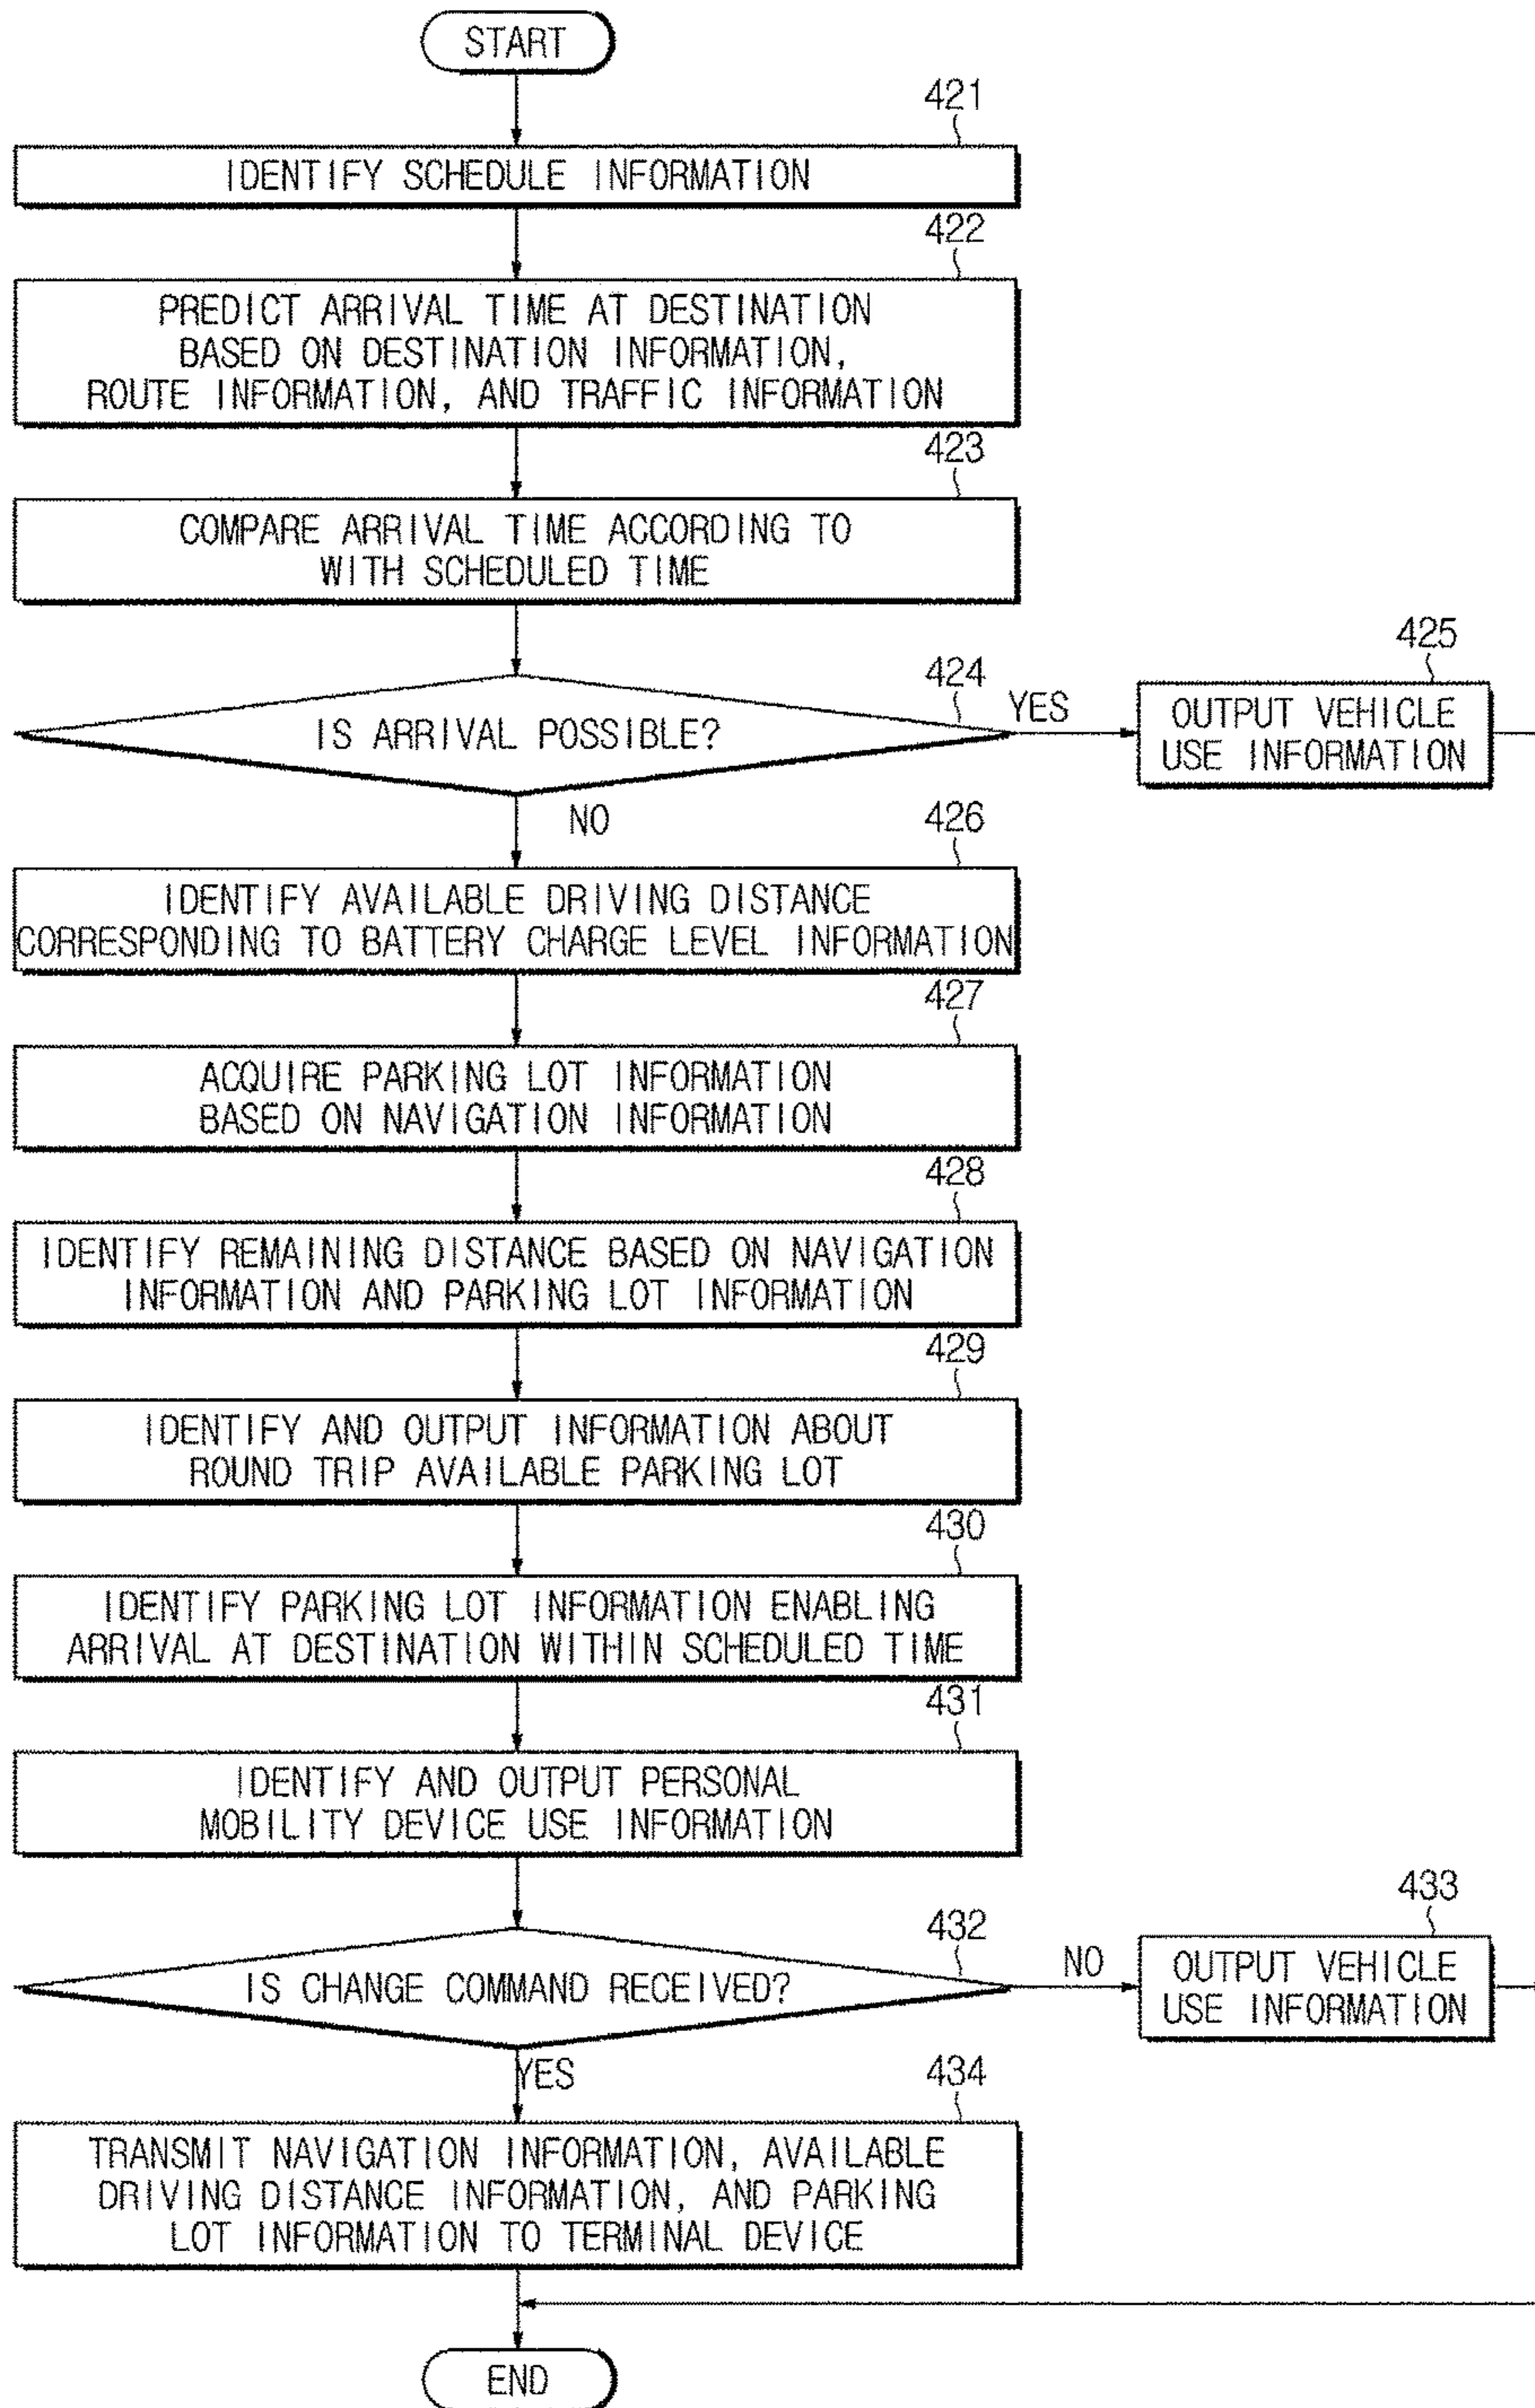 START
421
IDENTIFY SCHEDULE INFORMATION
422
PREDICT ARRIVAL TIME AT DESTINATION
BASED ON DESTINATION INFORMATION,
ROUTE INFORMATION, AND TRAFFIC INFORMATION
423
COMPARE ARRIVAL TIME ACCORDING TO
WITH SCHEDULED TIME
424
IS ARRIVAL POSSIBLE?
YES
425
OUTPUT VEHICLE
USE INFORMATION
NO
426
IDENTIFY AVAILABLE DRIVING DISTANCE
CORRESPONDING TO BATTERY CHARGE LEVEL INFORMATION
427
ACQUIRE PARKING LOT INFORMATION
BASED ON NAVIGATION INFORMATION
428
IDENTIFY REMAINING DISTANCE BASED ON NAVIGATION
INFORMATION AND PARKING LOT INFORMATION
429
IDENTIFY AND OUTPUT INFORMATION ABOUT
ROUND TRIP AVAILABLE PARKING LOT
430
IDENTIFY PARKING LOT INFORMATION ENABLING
ARRIVAL AT DESTINATION WITHIN SCHEDULED TIME
431
IDENTIFY AND OUTPUT PERSONAL
MOBILITY DEVICE USE INFORMATION
432
IS CHANGE COMMAND RECEIVED?
NO
433
OUTPUT VEHICLE
USE INFORMATION
YES
434
TRANSMIT NAVIGATION INFORMATION, AVAILABLE
DRIVING DISTANCE INFORMATION, AND PARKING
LOT INFORMATION TO TERMINAL DEVICE
END